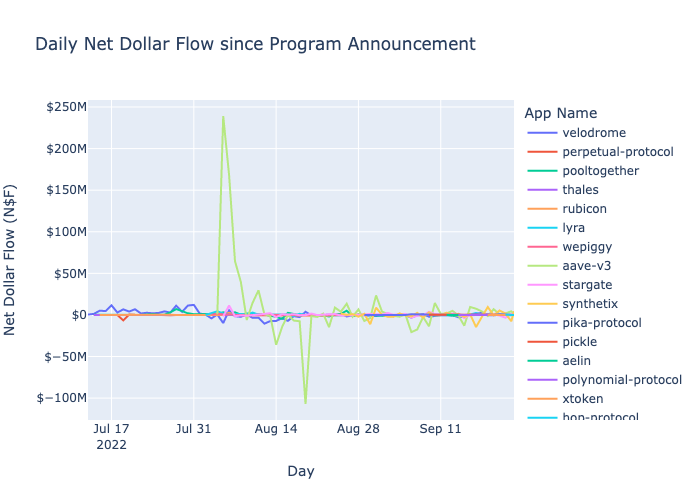 Daily Net Dollar Flow since Program Announcement
Net Dollar Flow (N$F)
$250M
$200M
$150M
$100M
$50M
$0
$−50M
$−100M
Jul 17
2022
Jul 31
Aug 14
Aug 28
Sep 11
Day
App Name
velodrome
perpetual-protocol
pooltogether
thales
rubicon
lyra
wepiggy
aave-v3
stargate
synthetix
pika-protocol
pickle
aelin
polynomial-protocol
xtoken
hop-protocol